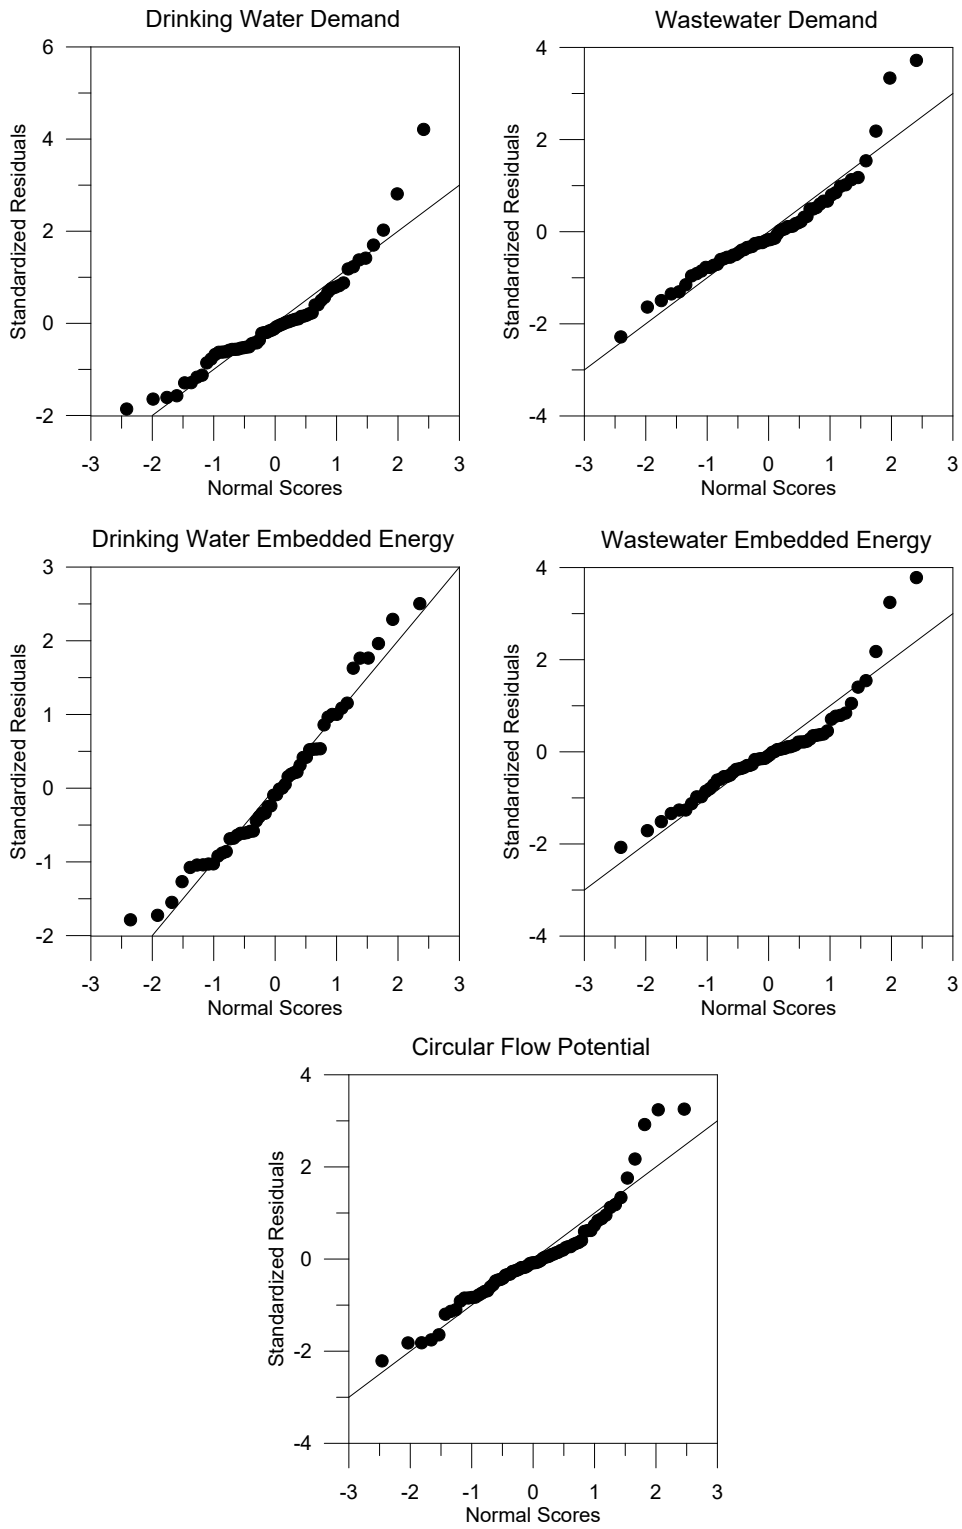 Drinking Water Demand
Wastewater Demand
6
4
2
0
-2
Standardized Residuals
-3 -2 -1 0 1 2 3
Normal Scores
4
2
0
-2
-4
Standardized Residuals
-3 -2 -1 0 1 2 3
Normal Scores
Drinking Water Embedded Energy
Wastewater Embedded Energy
3
2
1
0
-1
-2
Standardized Residuals
-3 -2 -1 0 1 2 3
Normal Scores
4
2
0
-2
-4
Standardized Residuals
-3 -2 -1 0 1 2 3
Normal Scores
Circular Flow Potential
4
2
0
-2
-4
Standardized Residuals
-3 -2 -1 0 1 2 3
Normal Scores